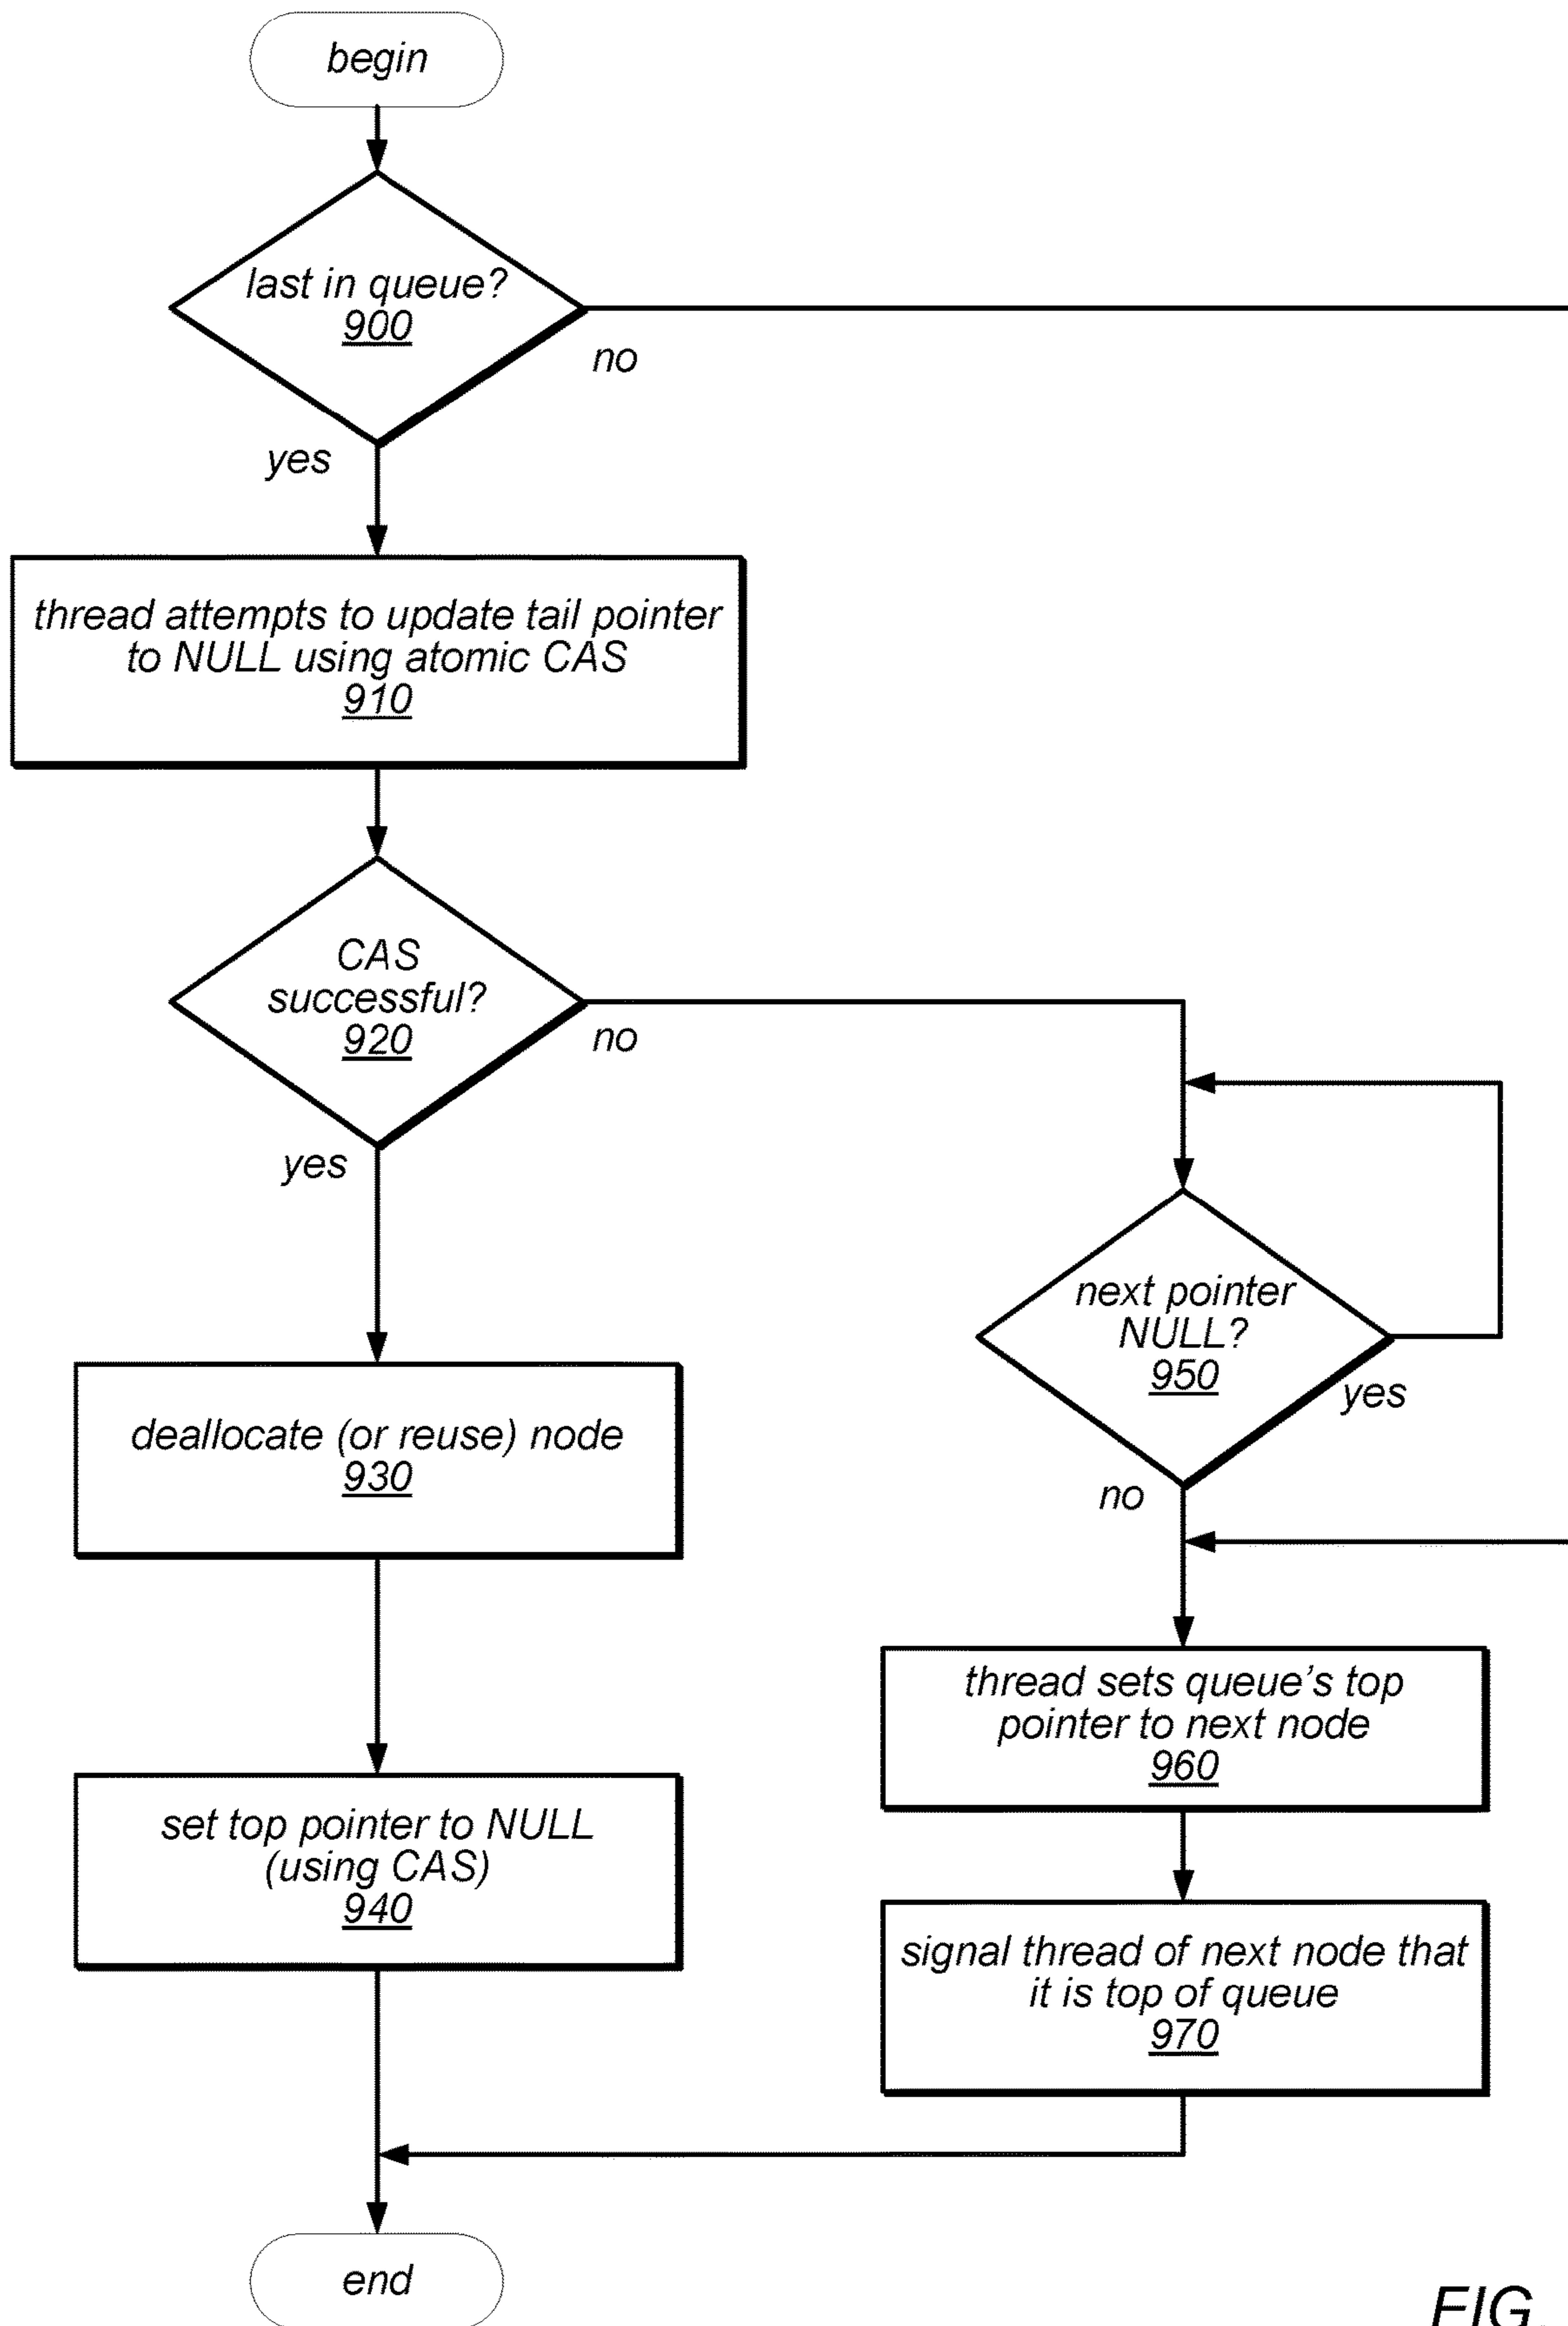 begin
last in queue?
900
no
yes
thread attempts to update tail pointer
to NULL using atomic CAS
910
CAS
successful?
920
no
yes
next pointer
NULL?
950
yes
no
deallocate (or reuse) node
930
thread sets queue's top
pointer to next node
960
set top pointer to NULL
(using CAS)
940
signal thread of next node that
it is top of queue
970
end
FIG.